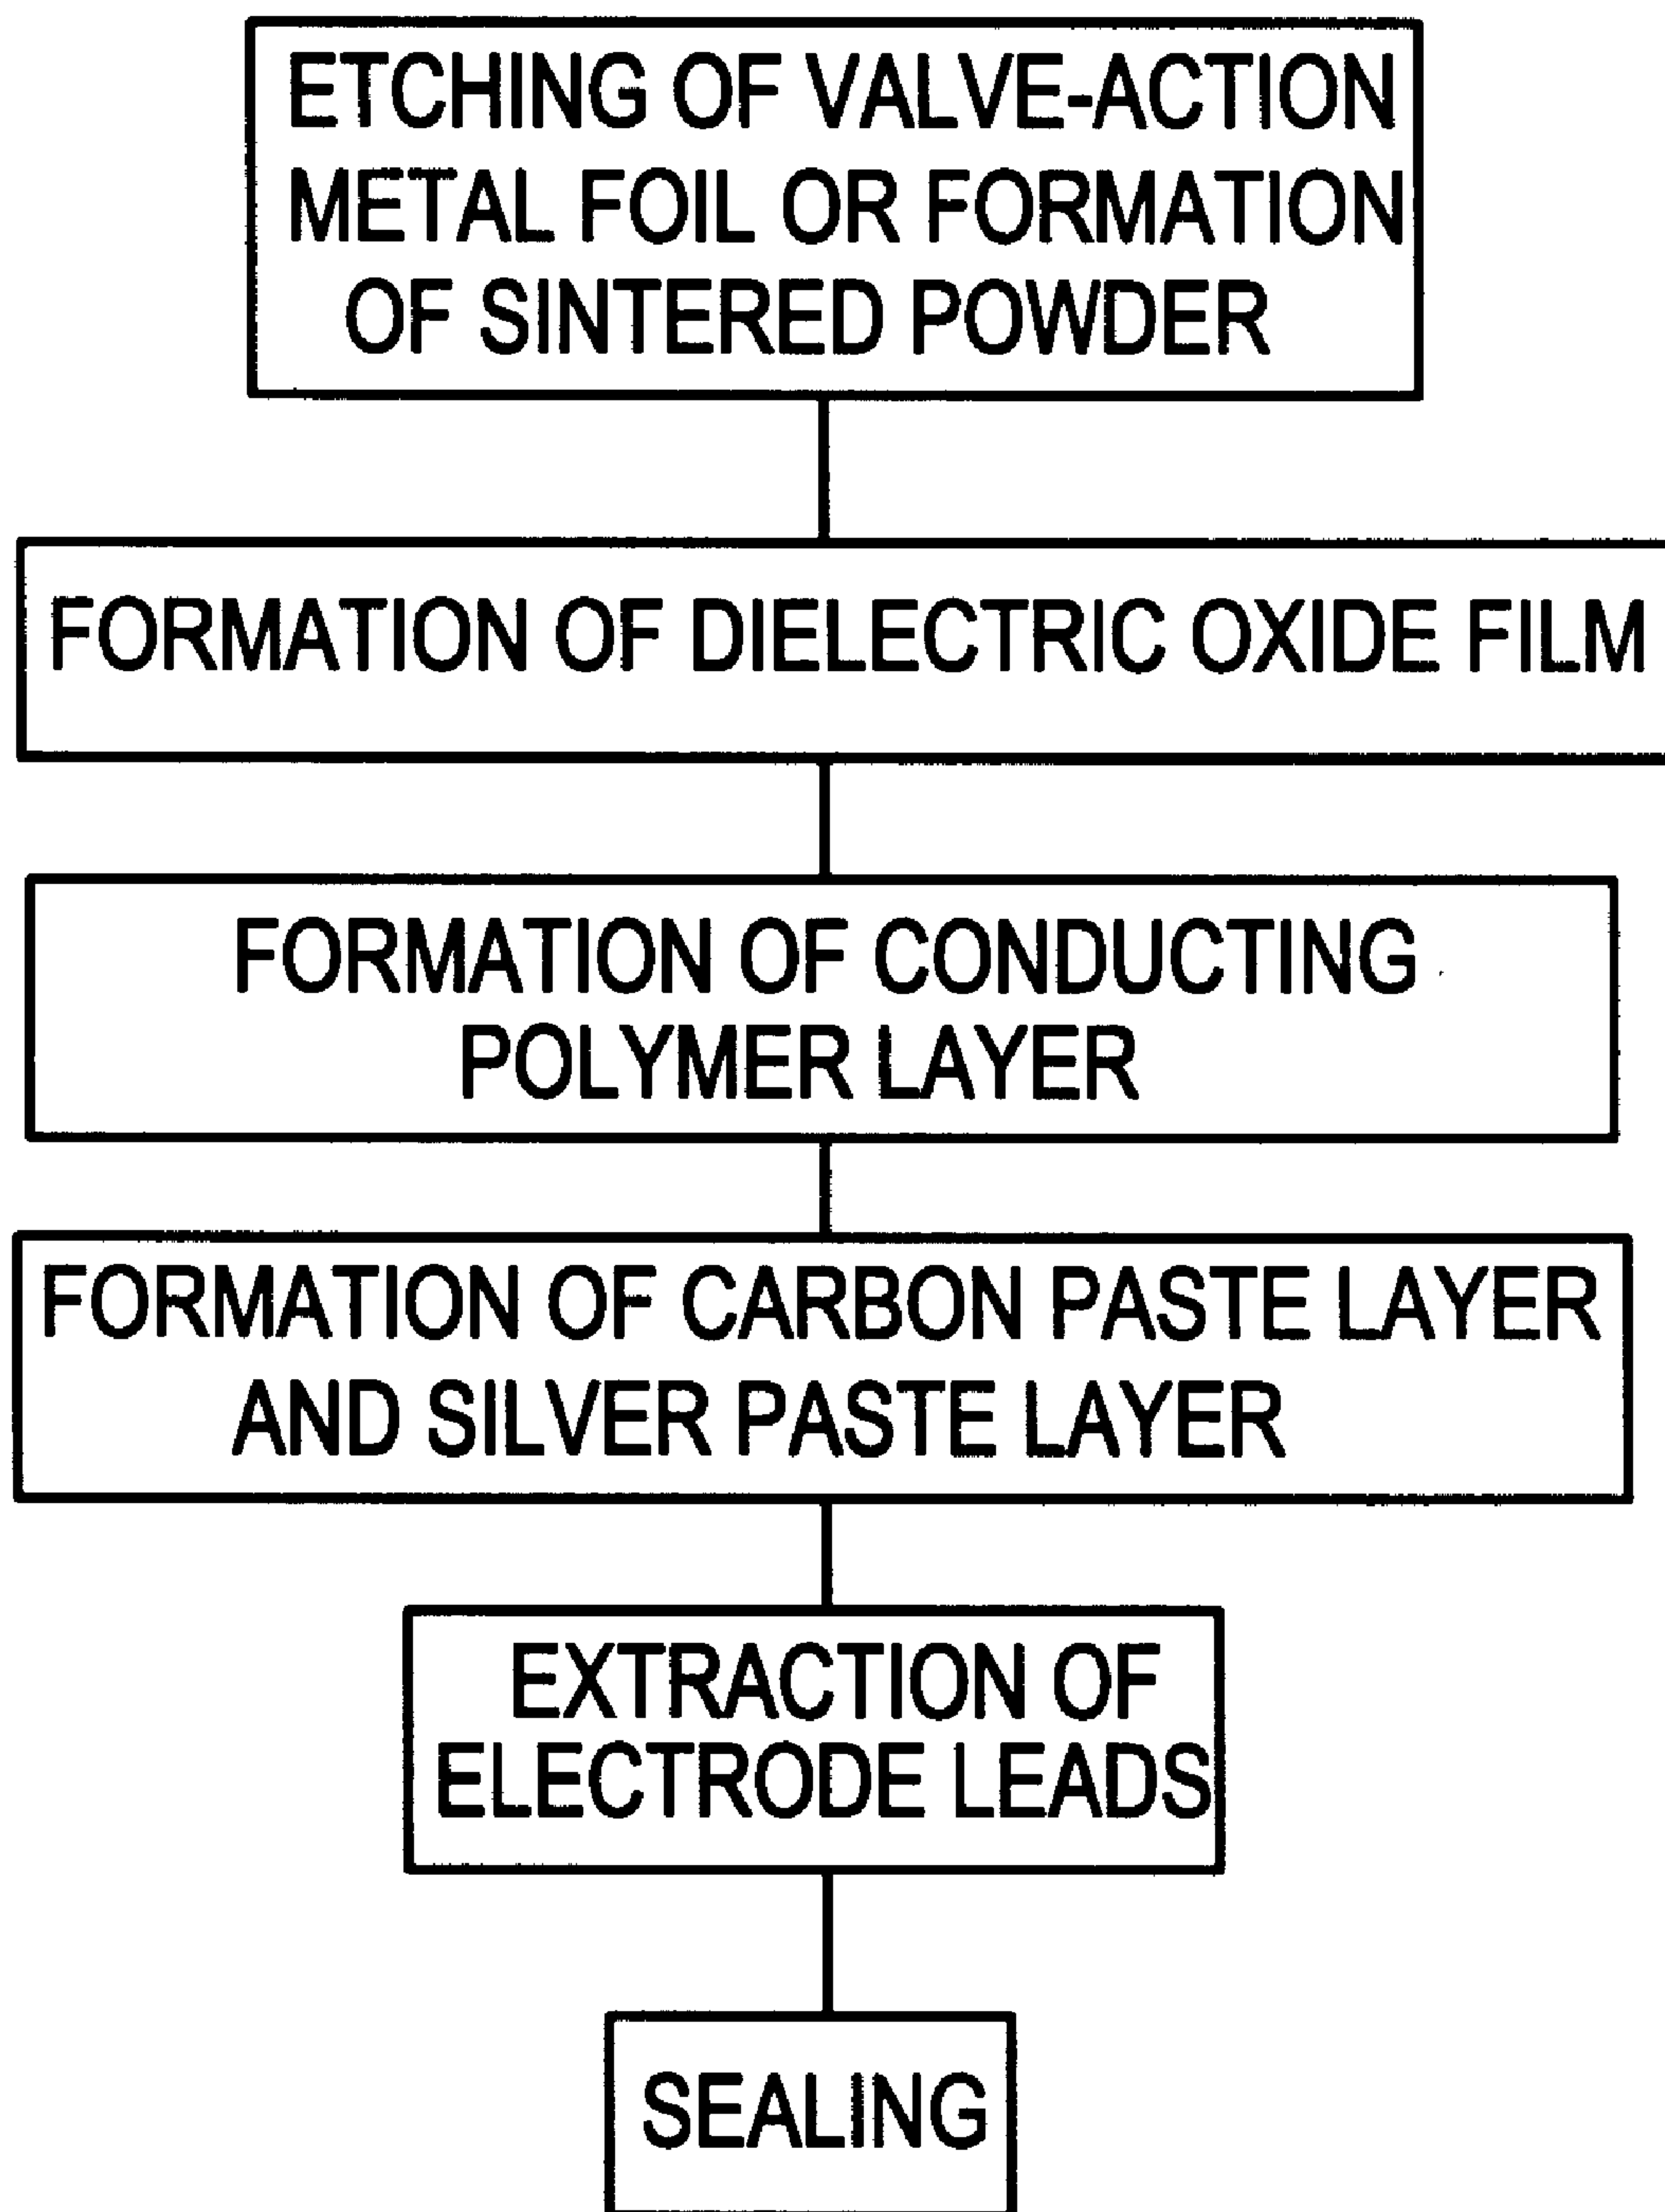 ETCHING OF VALVE-ACTION
METAL FOIL OR FORMATION
OF SINTERED POWDER
FORMATION OF DIELECTRIC OXIDE FILM
FORMATION OF CONDUCTING
POLYMER LAYER
FORMATION OF CARBON PASTE LAYER
AND SILVER PASTE LAYER
EXTRACTION OF
ELECTRODE LEADS
SEALING